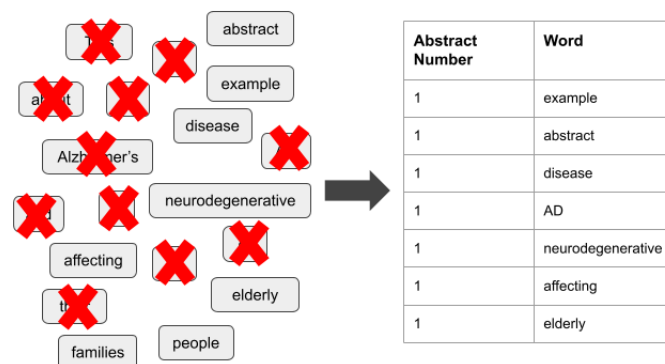 abstract
example
disease
Alzheimer's
neurodegenerative
affecting
elderly
people
families
Abstract Number Word
1 example
1 abstract
1 disease
1 AD
1 neurodegenerative
1 affecting
1 elderly